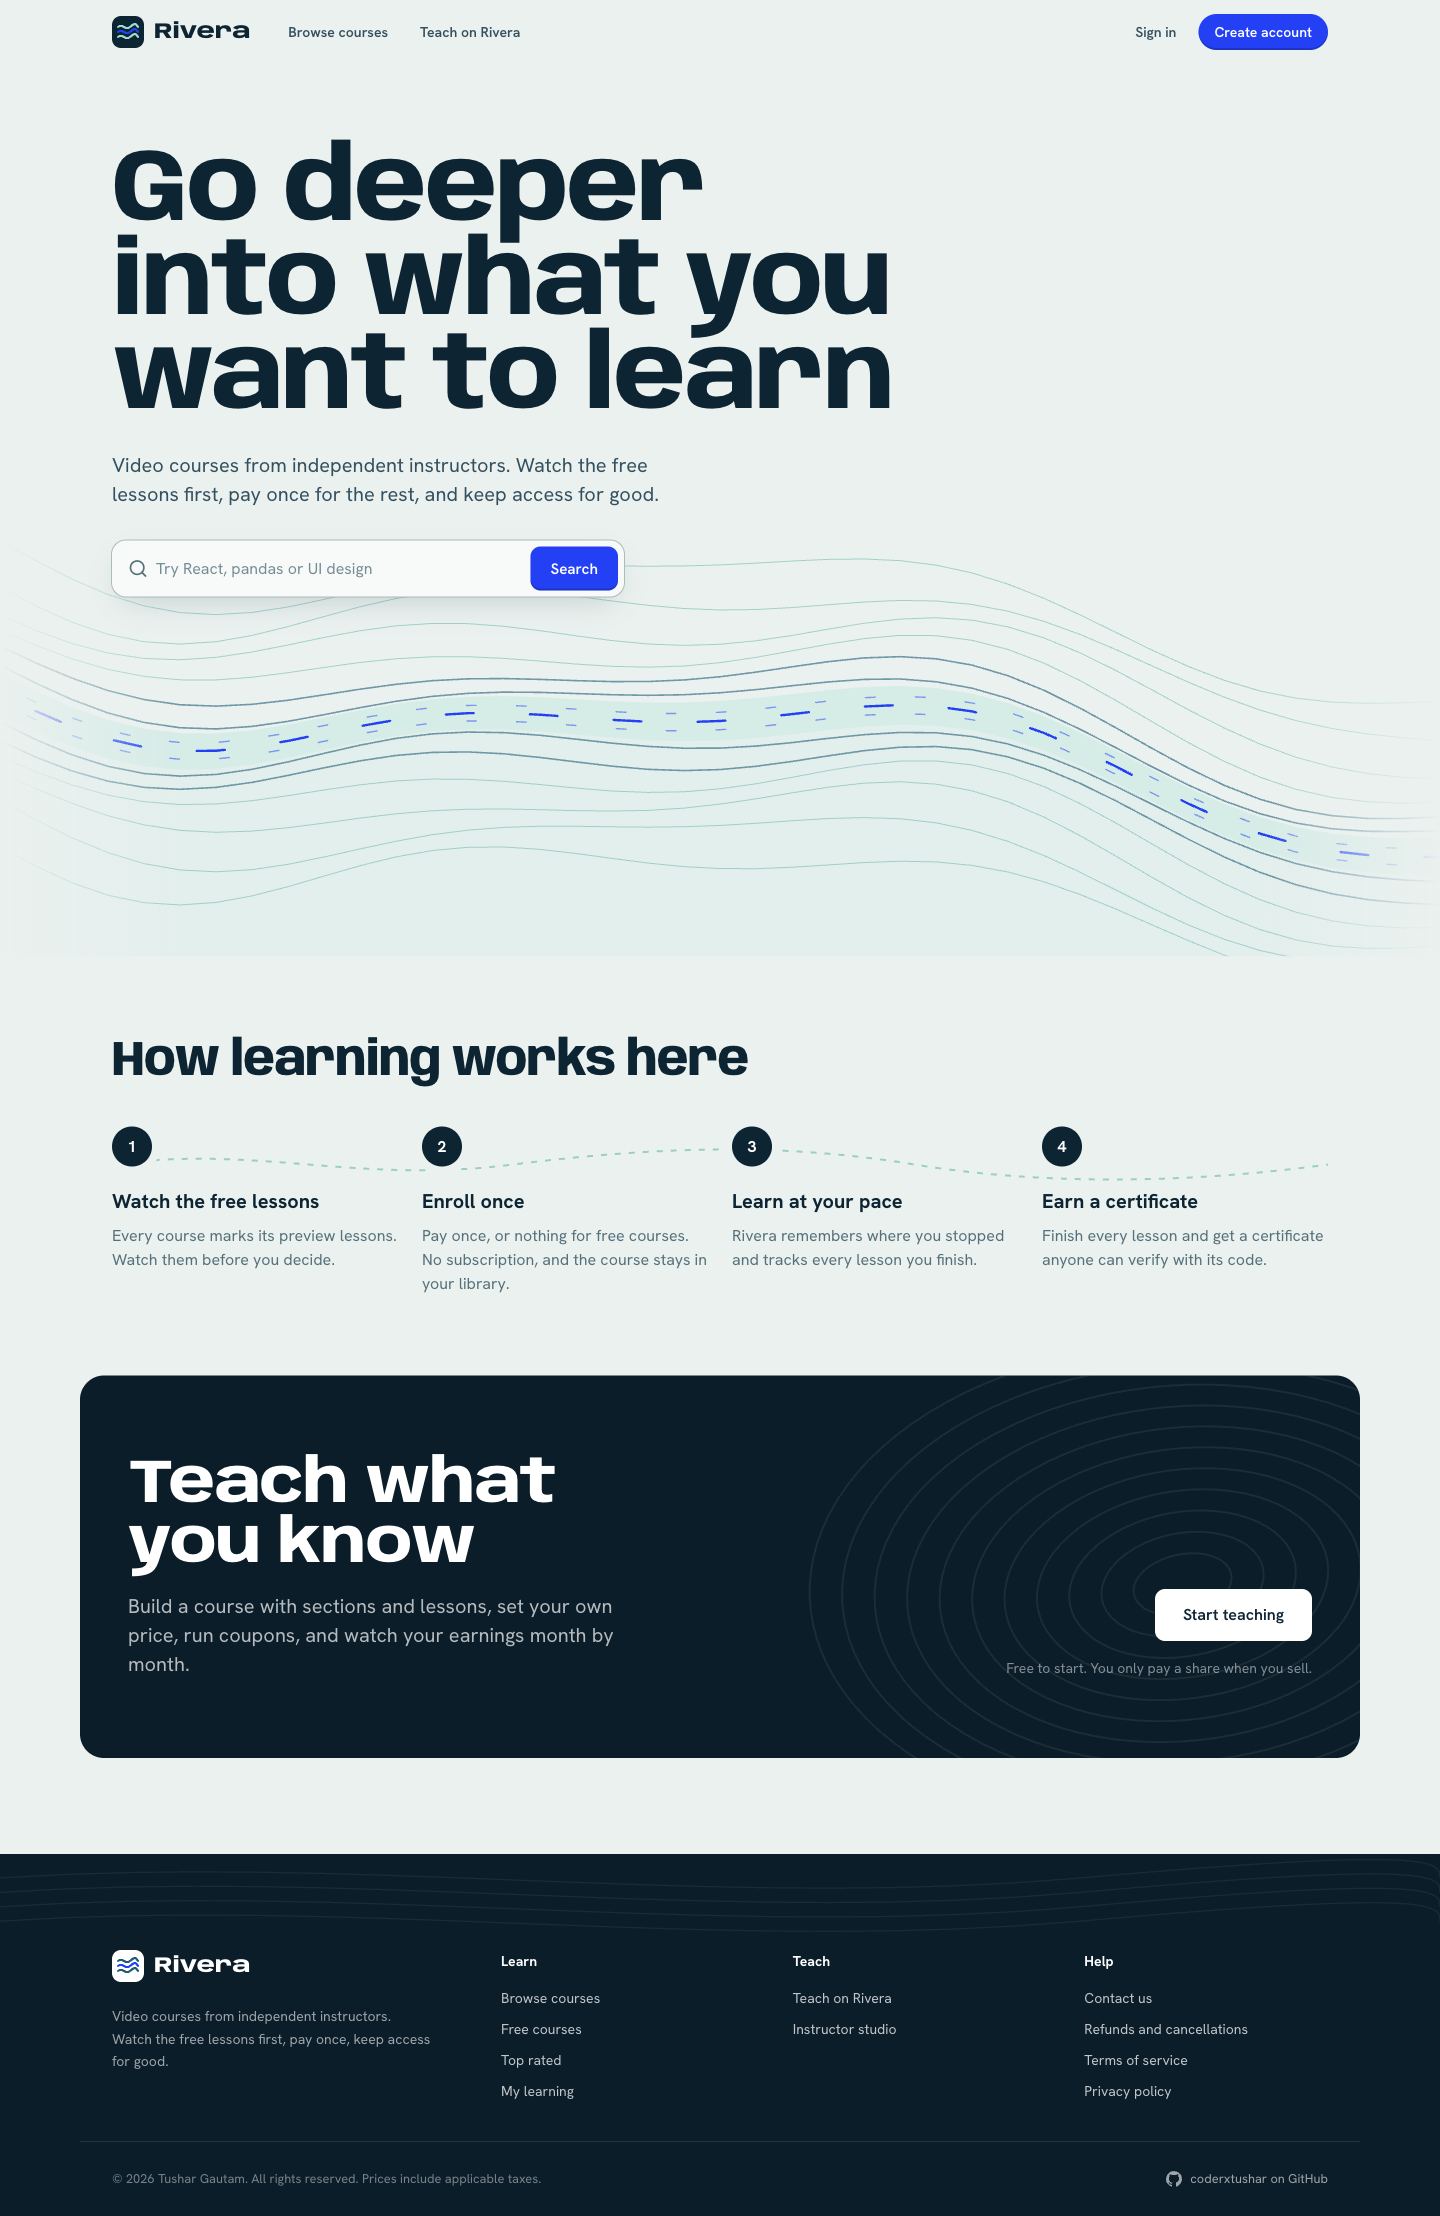 Rivera
Browse courses
Teach on Rivera
Sign in
Create account
Go deeper
into what you
want to learn
Video courses from independent instructors. Watch the free
lessons first, pay once for the rest, and keep access for good.
Try React, pandas or UI design
Search
How learning works here
1
Watch the free lessons
Every course marks its preview lessons.
Watch them before you decide.
2
Enroll once
Pay once, or nothing for free courses.
No subscription, and the course stays in
your library.
3
Learn at your pace
Rivera remembers where you stopped
and tracks every lesson you finish.
4
Earn a certificate
Finish every lesson and get a certificate
anyone can verify with its code.
Teach what
you know
Build a course with sections and lessons, set your own
price, run coupons, and watch your earnings month by
month.
Start teaching
Free to start. You only pay a share when you sell.
Rivera
Video courses from independent instructors.
Watch the free lessons first, pay once, keep access
for good.
Learn
Browse courses
Free courses
Top rated
My learning
Teach
Teach on Rivera
Instructor studio
Help
Contact us
Refunds and cancellations
Terms of service
Privacy policy
© 2026 Tushar Gautam. All rights reserved. Prices include applicable taxes.
coderxtushar on GitHub